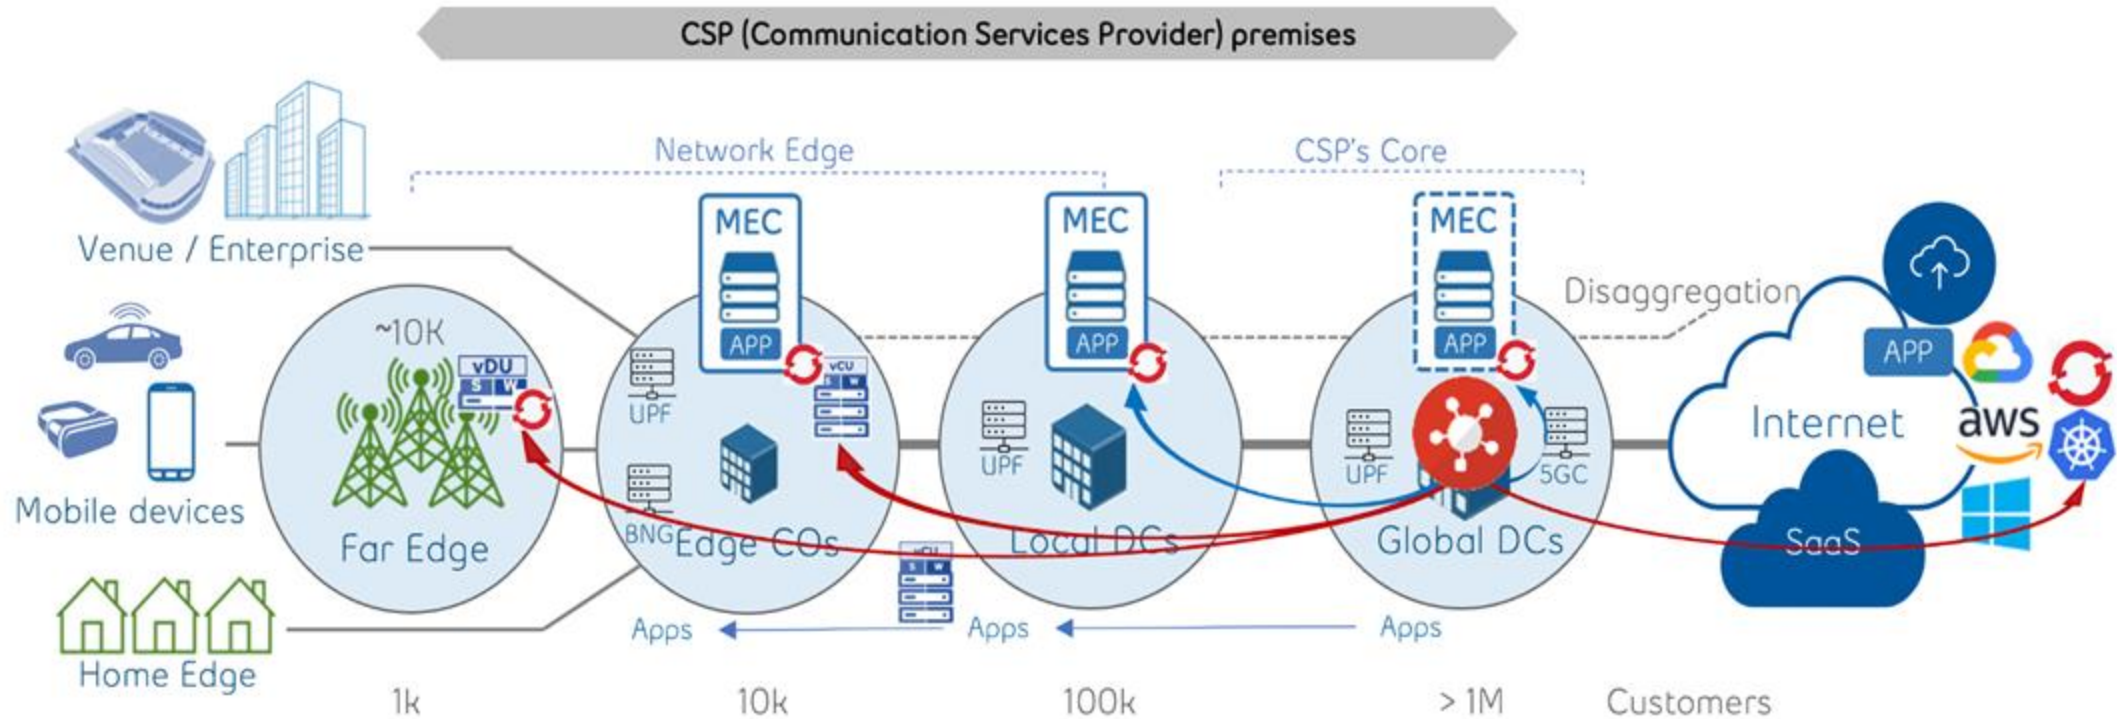 CSP (Communication Services Provider) premises
Network Edge
CSP's Core
Venue / Enterprise
MEC
APP
MEC
APP
MEC
APP
Disaggregation
~10K
vDU
S W
vCU
S W
UPF
BNG
UPF
UPF
5GC
APP
Internet
aws
SaaS
Mobile devices
Far Edge
Edge COs
Local DCs
Global DCs
vCU
S W
Home Edge
Apps
Apps
Apps
1k
10k
100k
> 1M
Customers